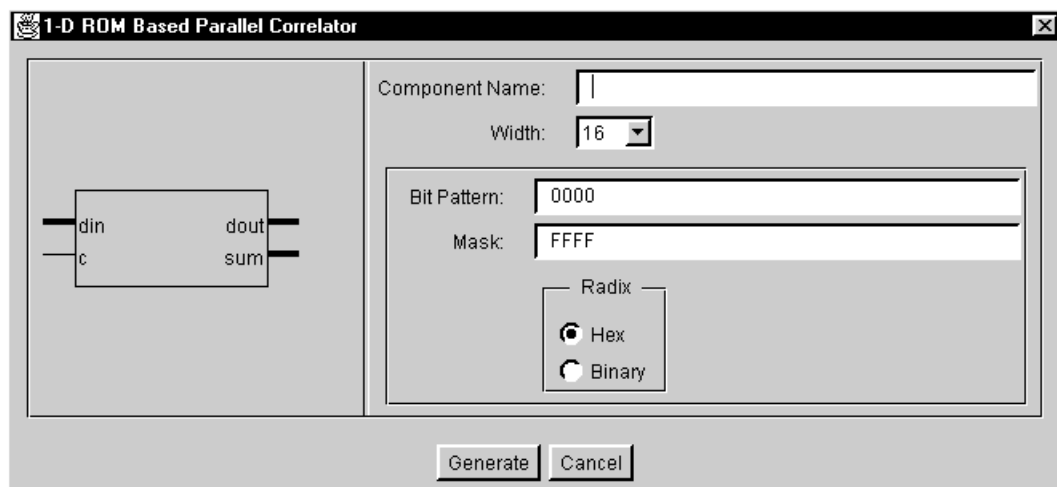 1-D ROM Based Parallel Correlator
Component Name:
Width: 16
din dout
c sum
Bit Pattern: 0000
Mask: FFFF
Radix
Hex
Binary
Generate Cancel